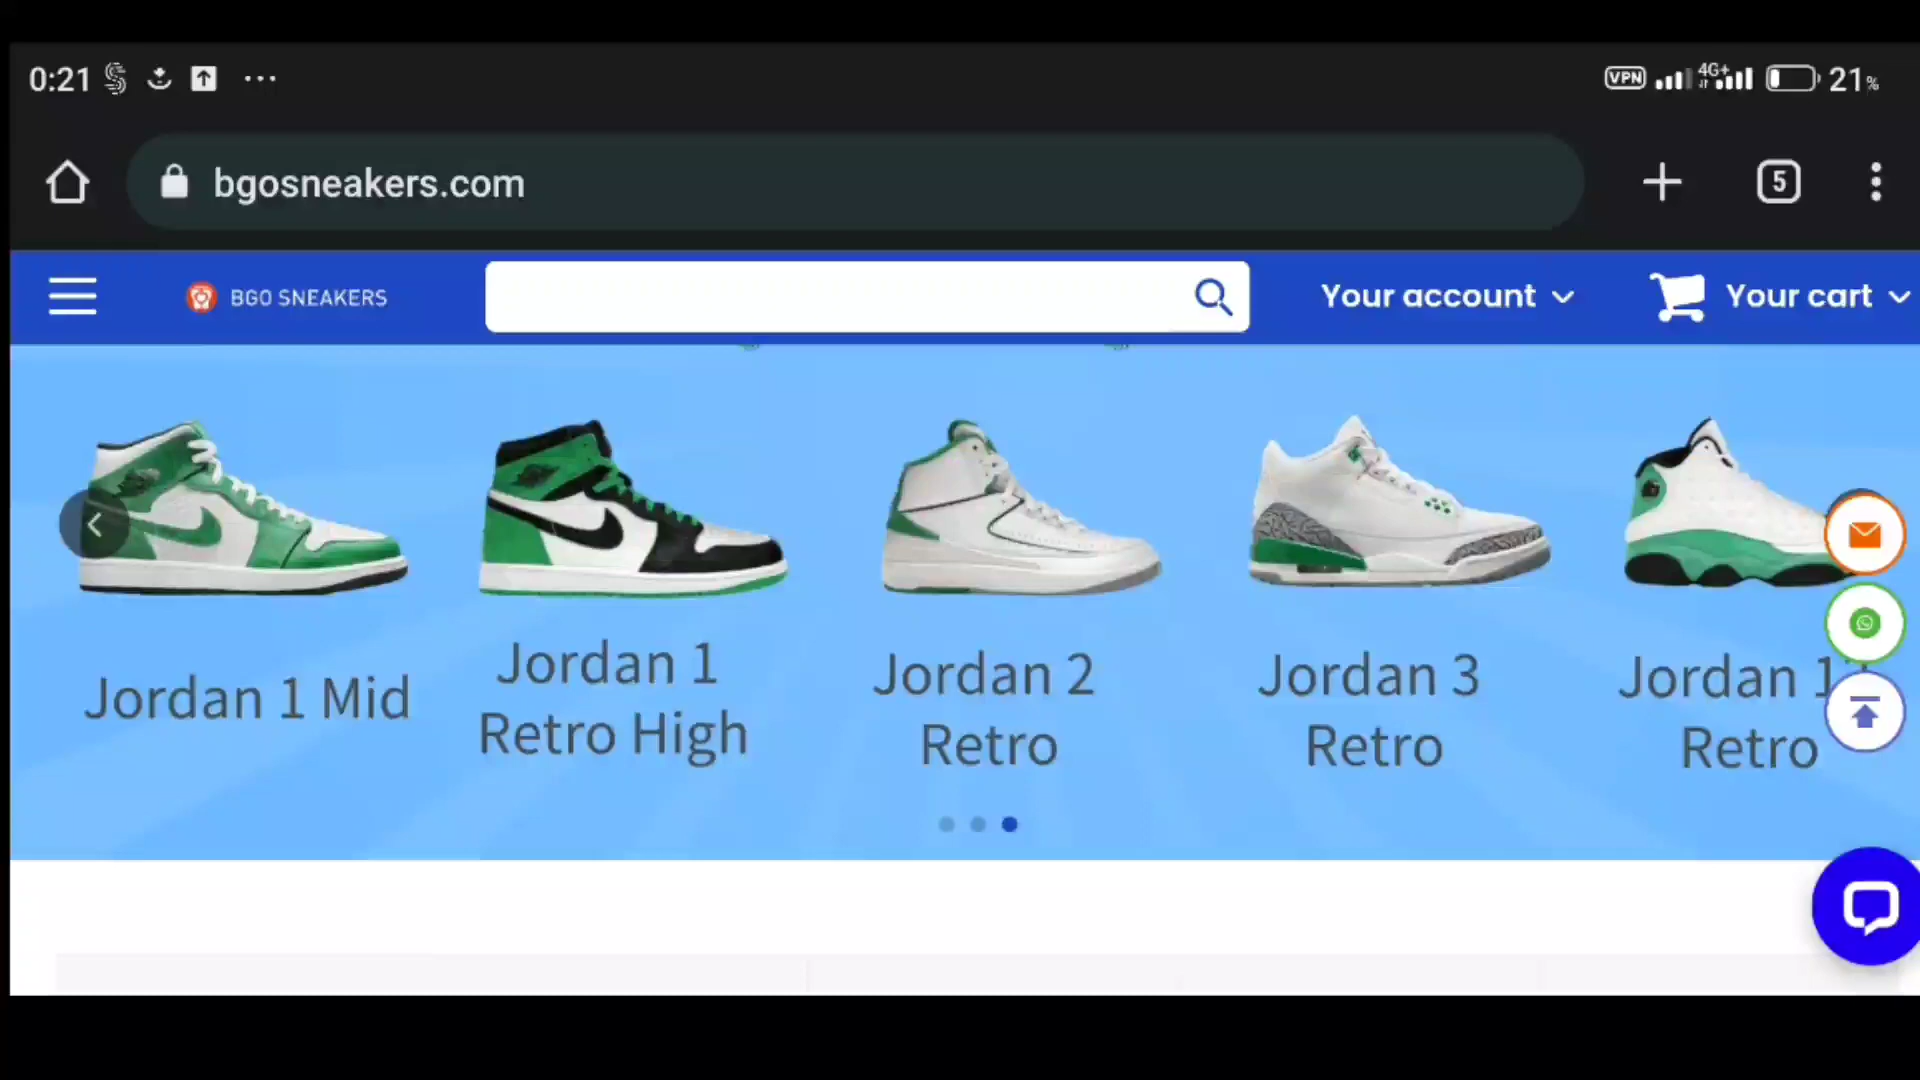 0:21
VPN 4G+ 21%
bgosneakers.com
5
BGO SNEAKERS
Your account
Your cart
Jordan 1 Mid
Jordan 1
Retro High
Jordan 2
Retro
Jordan 3
Retro
Jordan
Retro